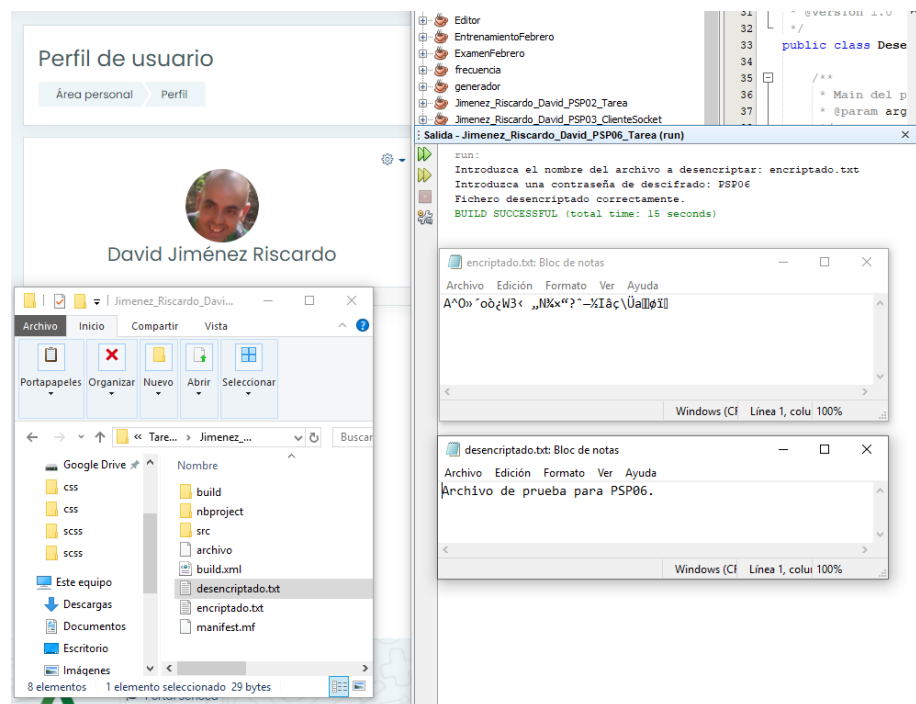 Perfil de usuario
Área personal
Perfil
David Jiménez Riscardo
Jimenez_Riscardo_Davi...
Archivo Inicio Compartir Vista
Portapapeles Organizar Nuevo Abrir Seleccionar
« Tare... › Jimenez_...
Buscar
Google Drive
css
css
scss
scss
Este equipo
Descargas
Documentos
Escritorio
Imágenes
Nombre
build
nbproject
src
archivo
build.xml
desencriptado.txt
encriptado.txt
manifest.mf
8 elementos 1 elemento seleccionado 29 bytes
Editor
EntrenamientoFebrero
ExamenFebrero
frecuencia
generador
Jimenez_Riscardo_David_PSP02_Tarea
Jimenez_Riscardo_David_PSP03_ClienteSocket
31 * @version 1.0
32 */
33 public class Dese
34
35 /**
36 * Main del p
37 * @param arg
Salida - Jimenez_Riscardo_David_PSP06_Tarea (run)
run:
Introduzca el nombre del archivo a desencriptar: encriptado.txt
Introduzca una contraseña de descifrado: PSP06
Fichero desencriptado correctamente.
BUILD SUCCESSFUL (total time: 15 seconds)
encriptado.txt: Bloc de notas
Archivo Edición Formato Ver Ayuda
Windows (CF Línea 1, colu 100%
desencriptado.txt: Bloc de notas
Archivo Edición Formato Ver Ayuda
Archivo de prueba para PSP06.
Windows (CF Línea 1, colu 100%